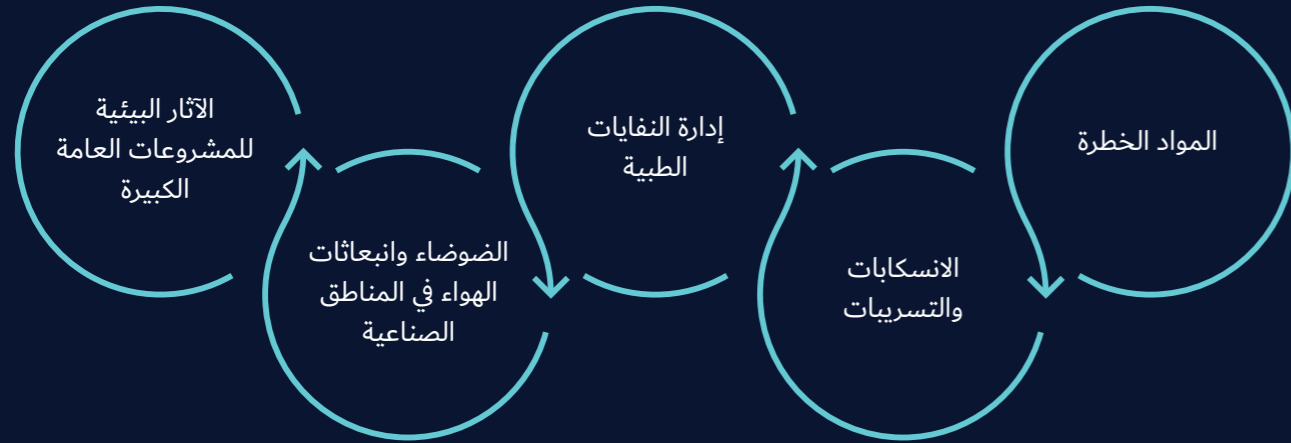 المواد الخطرة
الانسكابات
والتسريبات
إدارة النفايات
الطبية
الضوضاء وانبعاثات
الهواء في المناطق
الصناعية
الآثار البيئية
للمشروعات العامة
الكبيرة